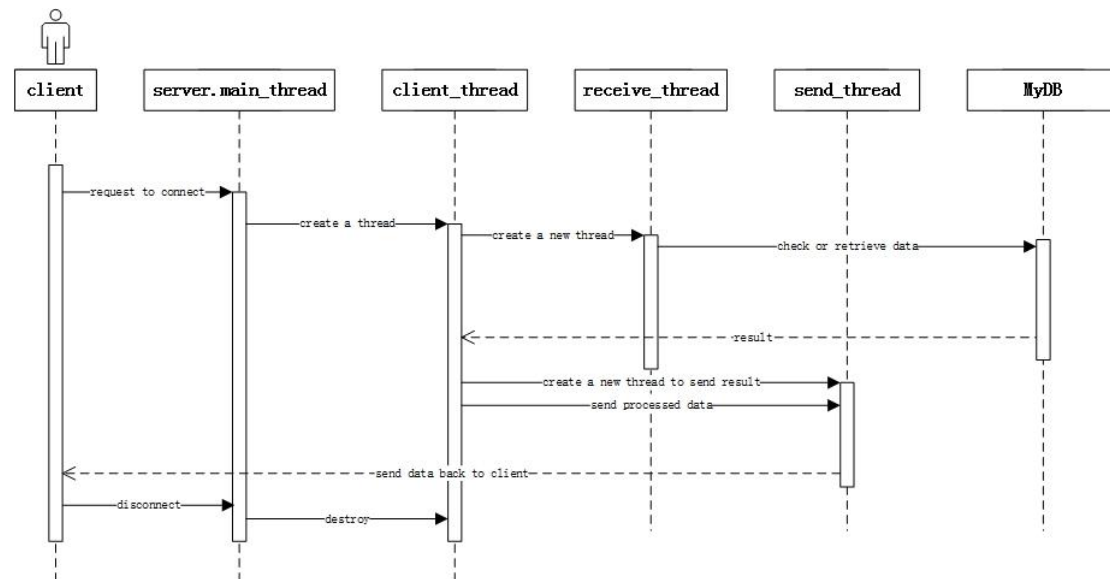 client
server.main_thread
client_thread
receive_thread
send_thread
MyDB
request to connect
create a thread
create a new thread
check or retrieve data
result
create a new thread to send result
send processed data
send data back to client
disconnect
destroy